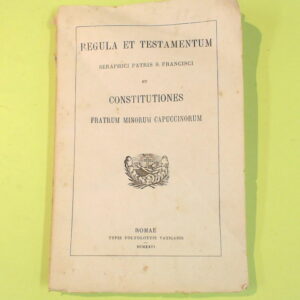 REGULA ET TESTAMENTUM
SERAPHICI PATRIS S. FRANCISCI
ET
CONSTITUTIONES
FRATRUM MINORUM CAPUCCINORUM
ROMAE
TYPIS POLYGLOTTIS VATICANIS